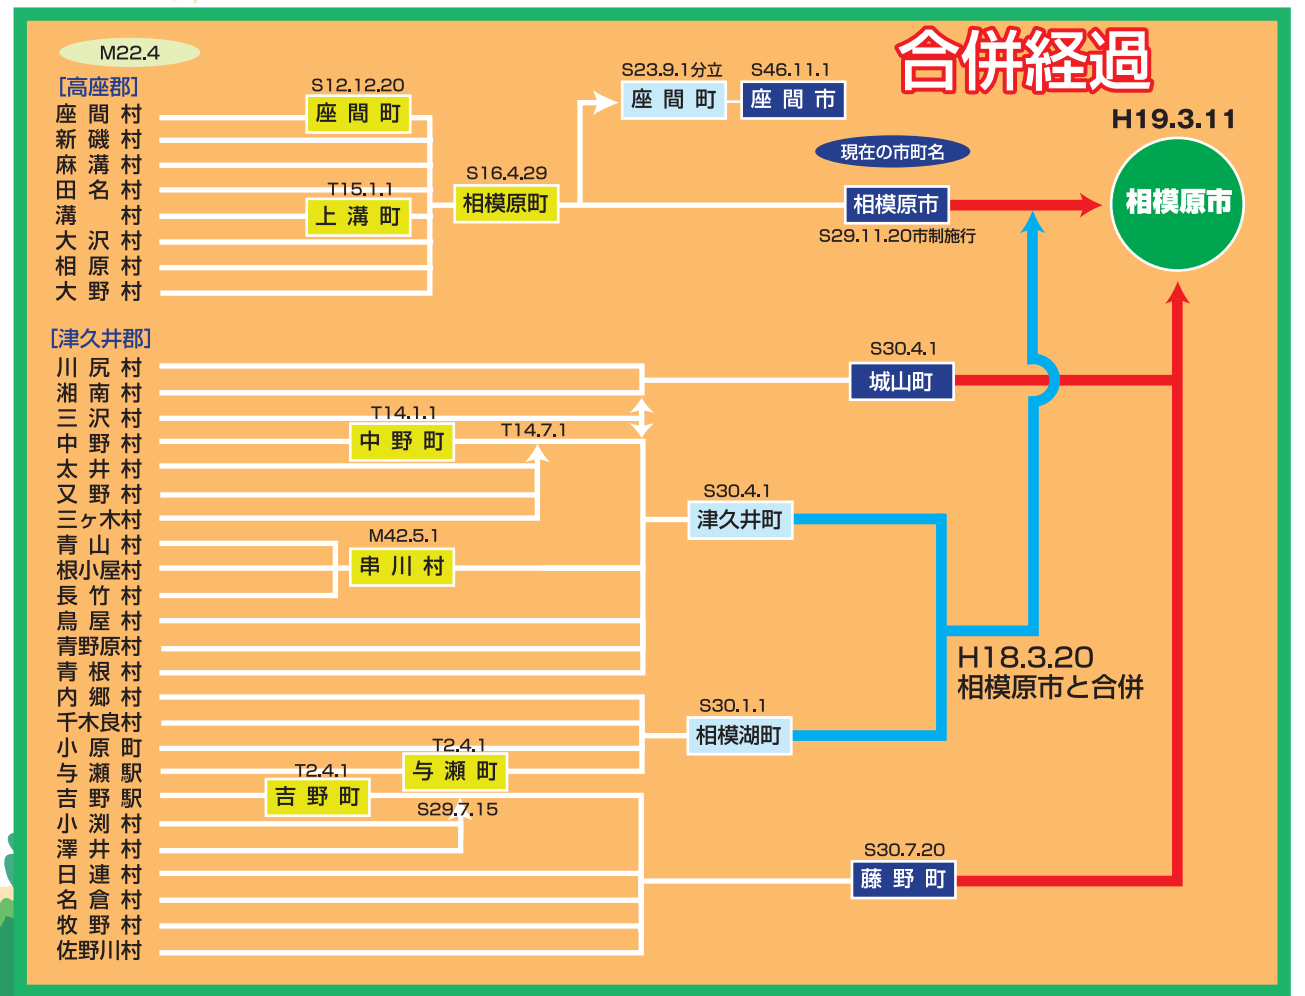 合併経過
M22.4
[高座郡]
座間村
新磯村
麻溝村
田名村
溝村
大沢村
相原村
大野村
S12.12.20
座間町
T15.1.1
上溝町
S16.4.29
相模原町
S23.9.1分立
座間町
S46.11.1
座間市
現在の市町名
相模原市
S29.11.20市制施行
H19.3.11
相模原市
[津久井郡]
川尻村
湘南村
三沢村
中野村
太井村
又野村
三ヶ木村
青山村
根小屋村
長竹村
鳥屋村
青野原村
青根村
内郷村
千木良村
小原町
与瀬駅
吉野駅
小渕村
澤井村
日連村
名倉村
牧野村
佐野川村
T14.1.1
中野町
T14.7.1
M42.5.1
串川村
T2.4.1
与瀬町
T2.4.1
吉野町
S29.7.15
S30.4.1
城山町
S30.4.1
津久井町
S30.1.1
相模湖町
H18.3.20
相模原市と合併
S30.7.20
藤野町